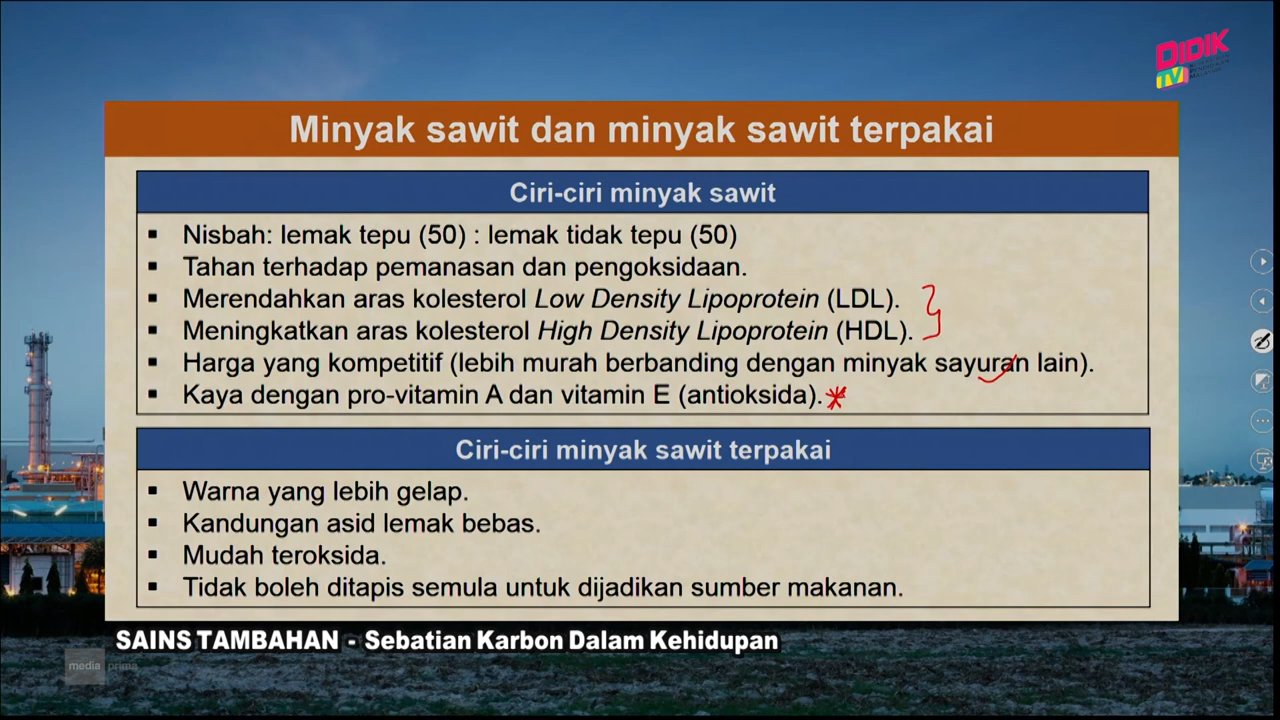 DIDIK
TV
Minyak sawit dan minyak sawit terpakai
Ciri-ciri minyak sawit
▪ Nisbah: lemak tepu (50) : lemak tidak tepu (50)
▪ Tahan terhadap pemanasan dan pengoksidaan.
▪ Merendahkan aras kolesterol Low Density Lipoprotein (LDL).
▪ Meningkatkan aras kolesterol High Density Lipoprotein (HDL).
▪ Harga yang kompetitif (lebih murah berbanding dengan minyak sayuran lain).
▪ Kaya dengan pro-vitamin A dan vitamin E (antioksida).
Ciri-ciri minyak sawit terpakai
▪ Warna yang lebih gelap.
▪ Kandungan asid lemak bebas.
▪ Mudah teroksida.
▪ Tidak boleh ditapis semula untuk dijadikan sumber makanan.
SAINS TAMBAHAN - Sebatian Karbon Dalam Kehidupan
media prima